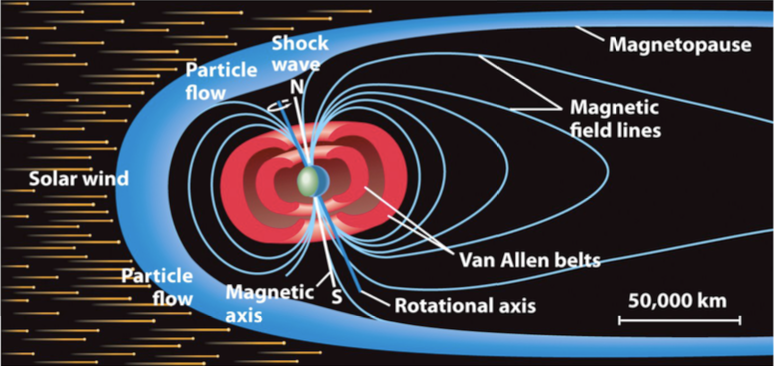 Shock
wave
Magnetopause
Particle
flow
N
Magnetic
field lines
Solar wind
Van Allen belts
Particle
flow
Magnetic
axis
S
Rotational axis
50,000 km